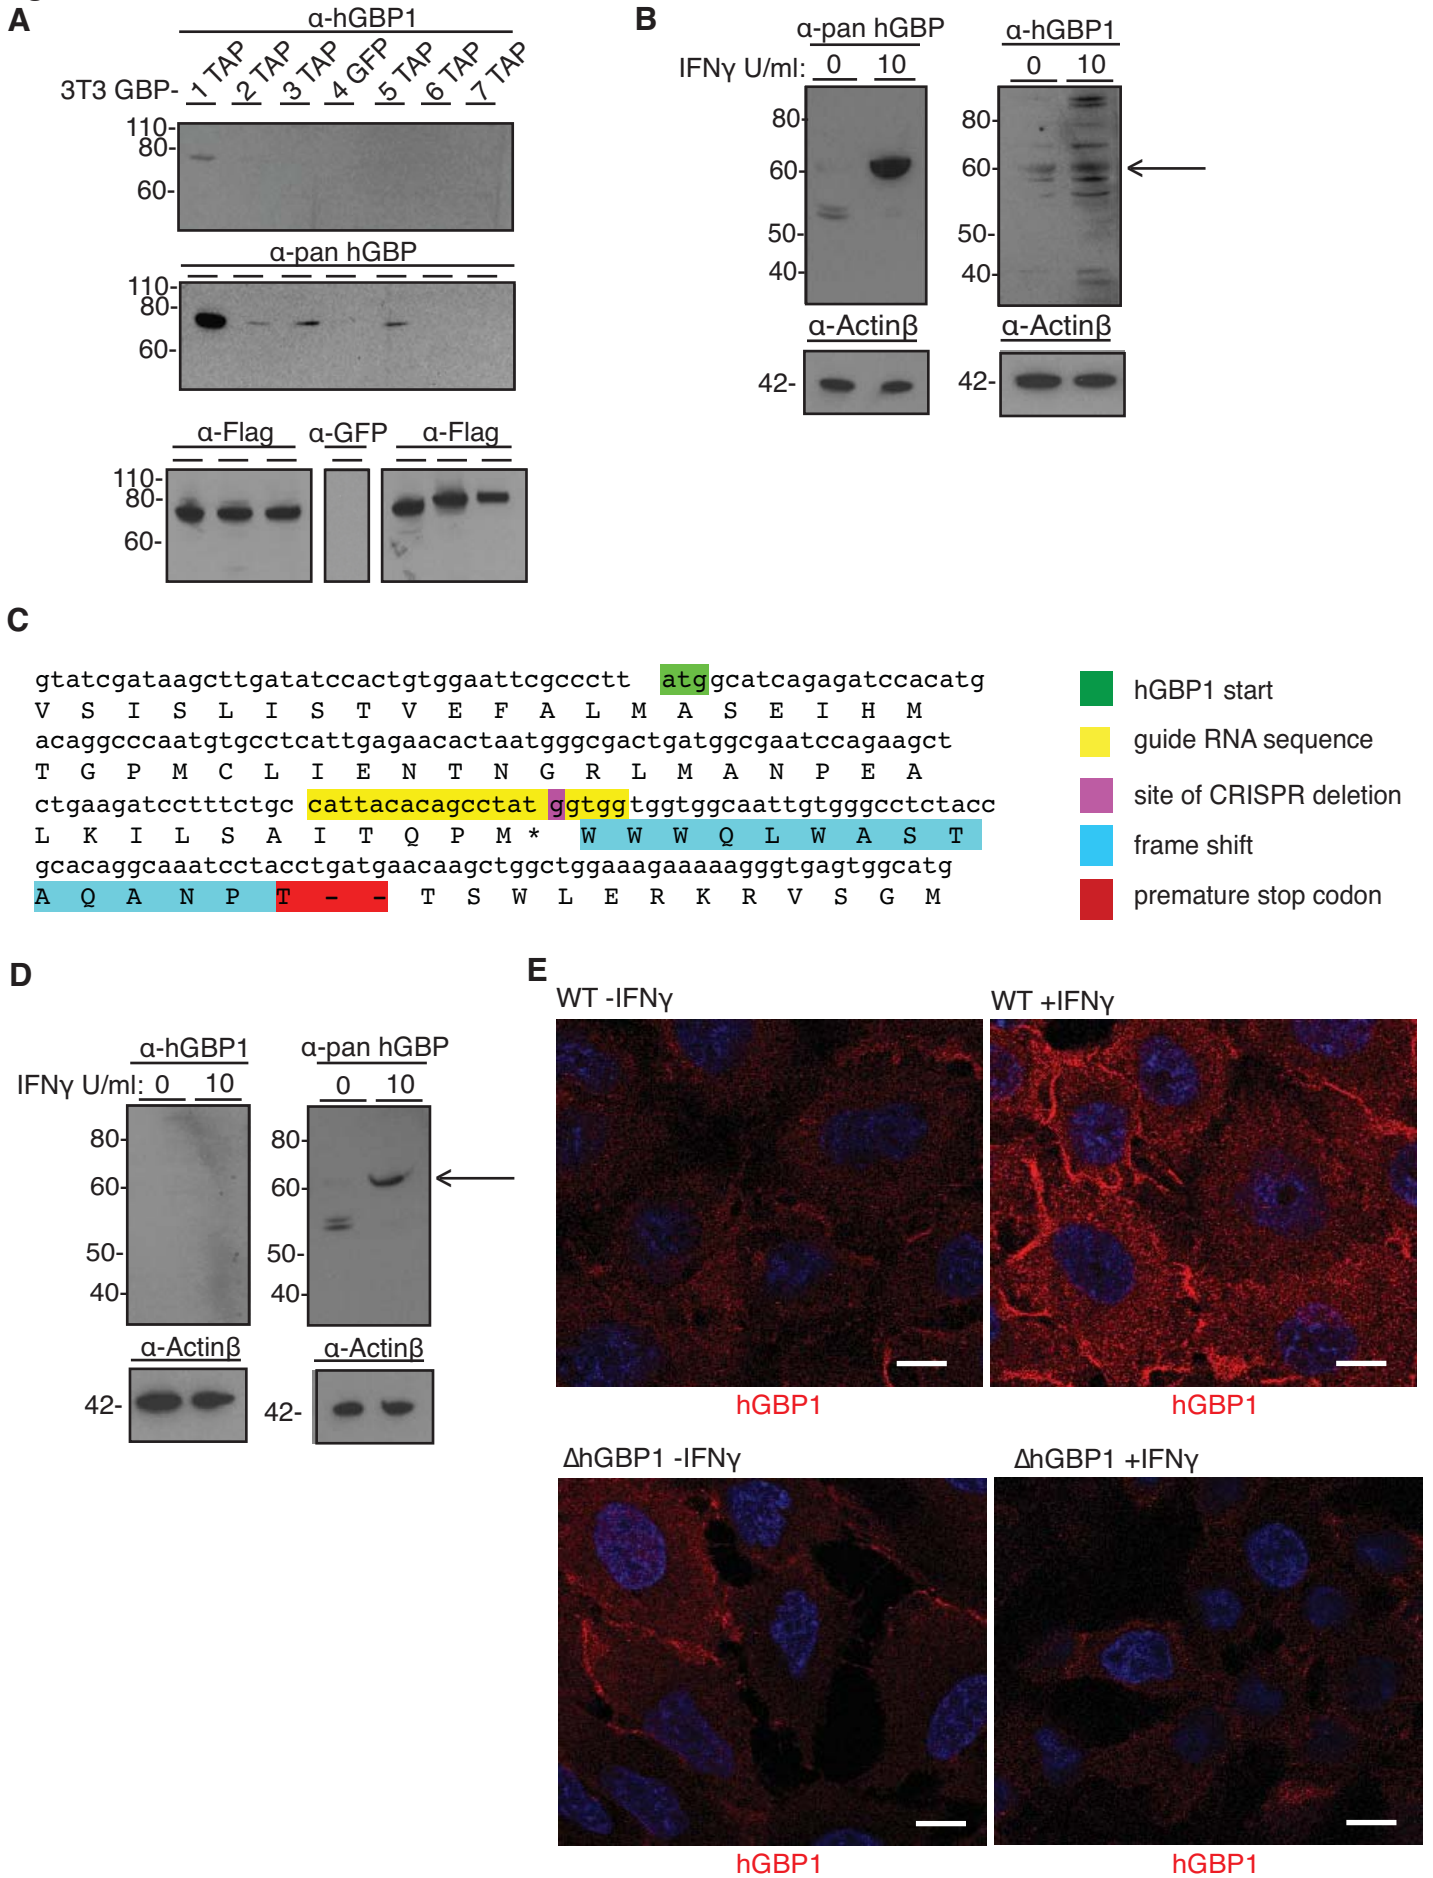 A
α-hGBP1
3T3 GBP- 1 TAP 2 TAP 3 TAP 4 GFP 5 TAP 6 TAP 7 TAP
110-
80-
60-
α-pan hGBP
110-
80-
60-
α-Flag α-GFP α-Flag
110-
80-
60-
B
α-pan hGBP α-hGBP1
IFNγ U/ml: 0 10 0 10
80- 80-
60- 60-
50- 50-
40- 40-
α-Actinβ α-Actinβ
42- 42-
C
gtatcgataagcttgatatccactgtggaattcgccctt atggcatcagagatccacatg
V S I S L I S T V E F A L M A S E I H M
acaggcccaatgtgcctcattgagaacactaatgggcgactgatggcgaatccagaagct
T G P M C L I E N T N G R L M A N P E A
ctgaagatcctttctgc cattacacagcctat ggtggtggtggcaattgtgggcctctacc
L K I L S A I T Q P M * W W W Q L W A S T
gcacaggcaaatcctacctgatgaacaagctggctggaaagaaaaagggtgagtggcatg
A Q A N P T - - T S W L E R K R V S G M
hGBP1 start
guide RNA sequence
site of CRISPR deletion
frame shift
premature stop codon
D
α-hGBP1 α-pan hGBP
IFNγ U/ml: 0 10 0 10
80- 80-
60- 60-
50- 50-
40- 40-
α-Actinβ α-Actinβ
42- 42-
E
WT -IFNγ WT +IFNγ
hGBP1 hGBP1
ΔhGBP1 -IFNγ ΔhGBP1 +IFNγ
hGBP1 hGBP1